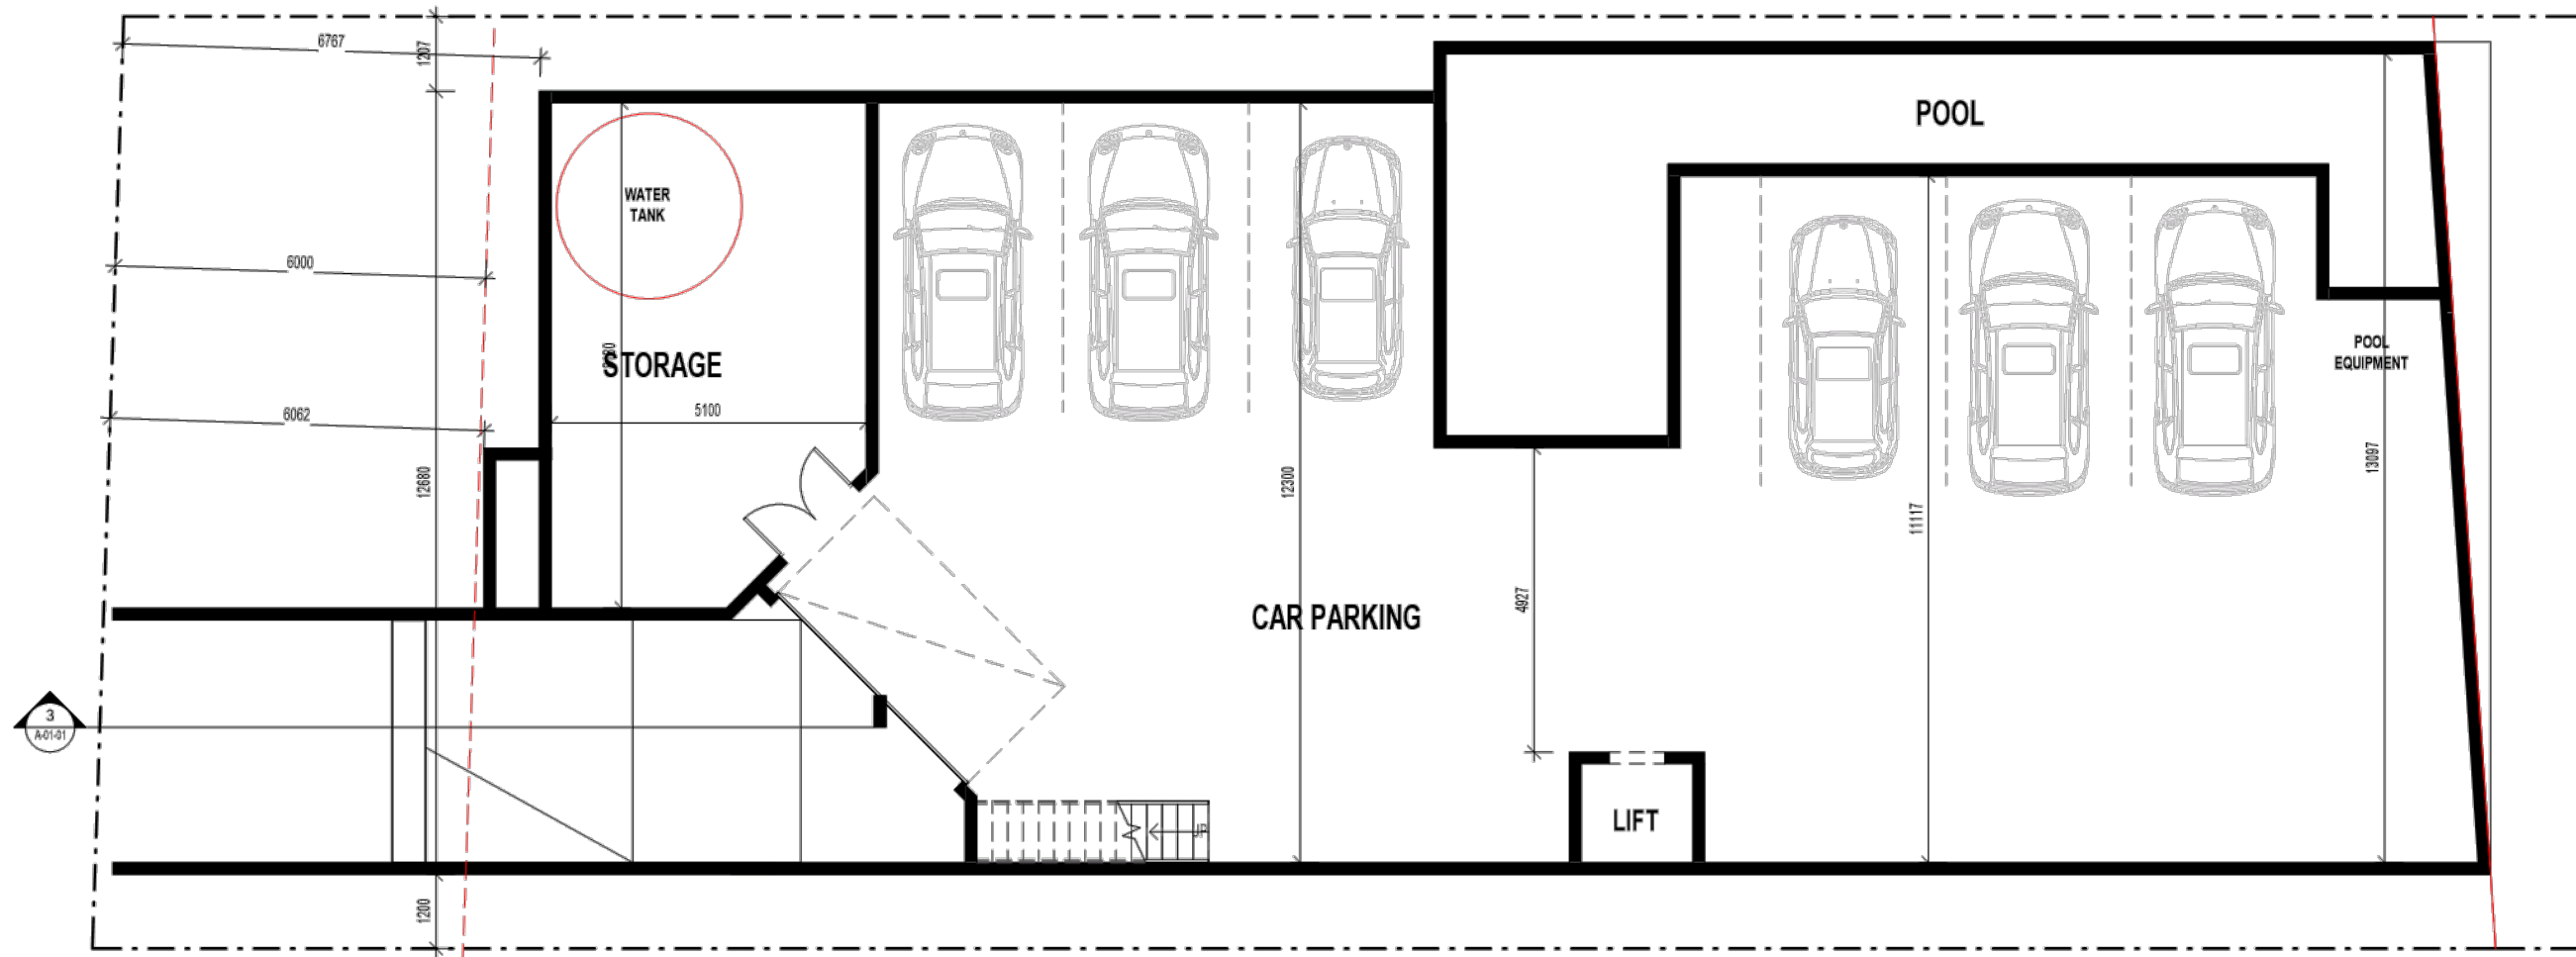 6767
1207
POOL
WATER
TANK
6000
STORAGE
POOL
EQUIPMENT
5100
6062
12680
12300
13097
11117
4927
CAR PARKING
3
A-01-01
LIFT
1200